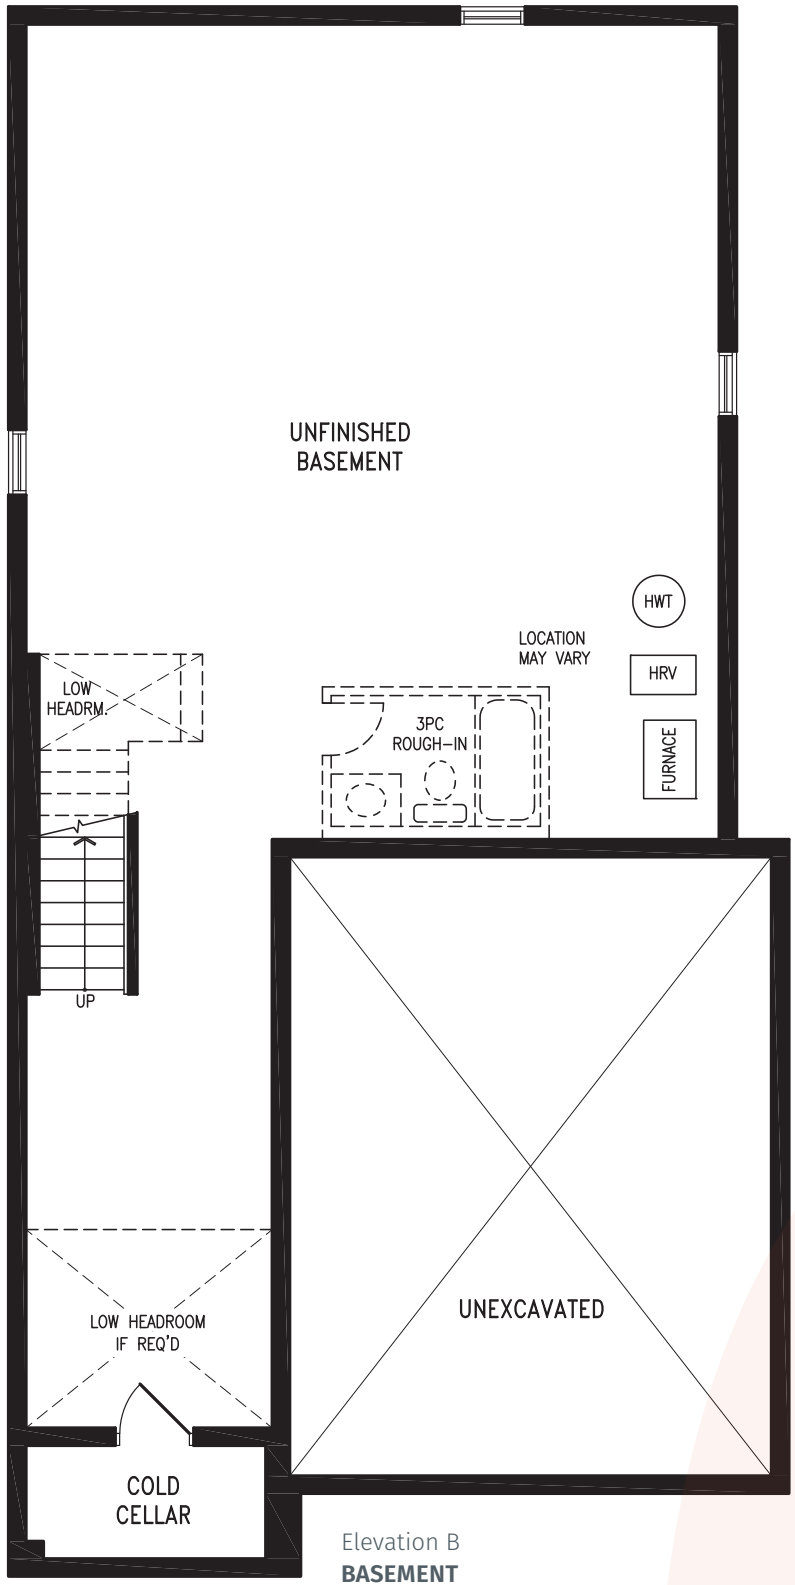 UNFINISHED
BASEMENT
HWT
LOCATION
MAY VARY
HRV
LOW
HEADRM.
3PC
ROUGH-IN
FURNACE
UP
UNEXCAVATED
LOW HEADROOM
IF REQ'D
COLD
CELLAR
Elevation B
BASEMENT